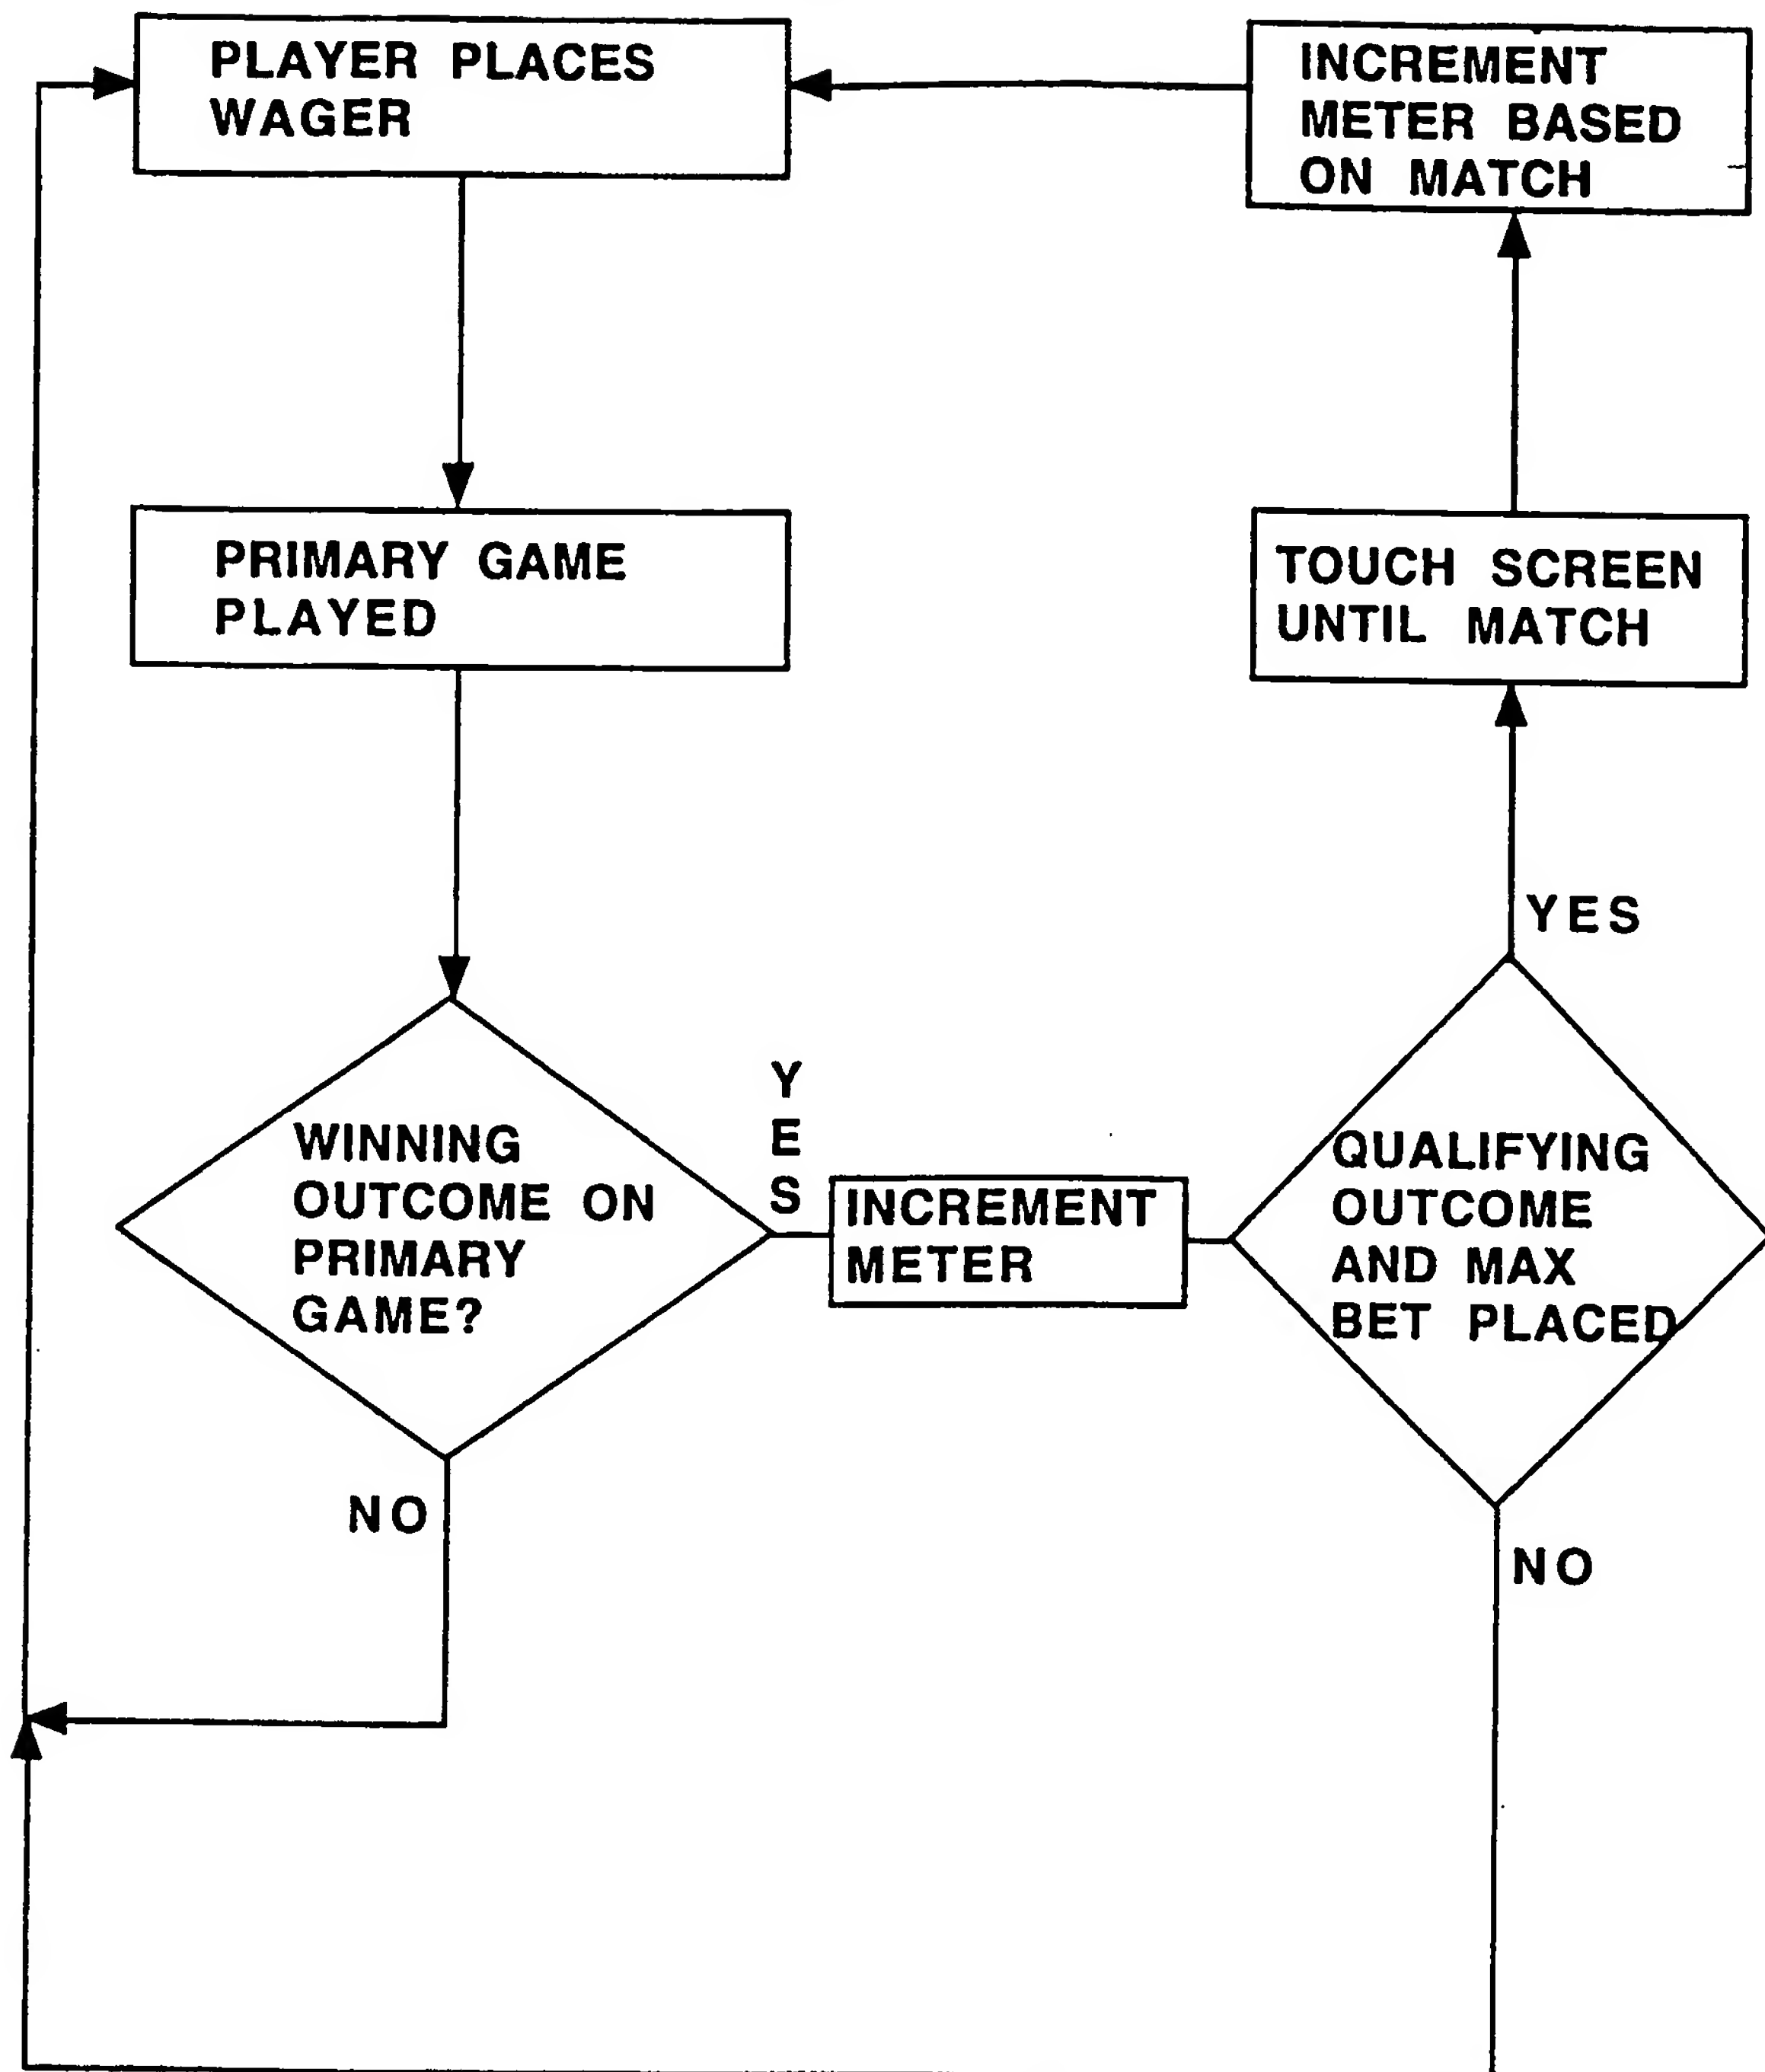 PLAYER PLACES
WAGER
INCREMENT
METER BASED
ON MATCH
PRIMARY GAME
PLAYED
TOUCH SCREEN
UNTIL MATCH
YES
WINNING
OUTCOME ON
PRIMARY
GAME?
Y
E
S
INCREMENT
METER
QUALIFYING
OUTCOME
AND MAX
BET PLACED
NO
NO